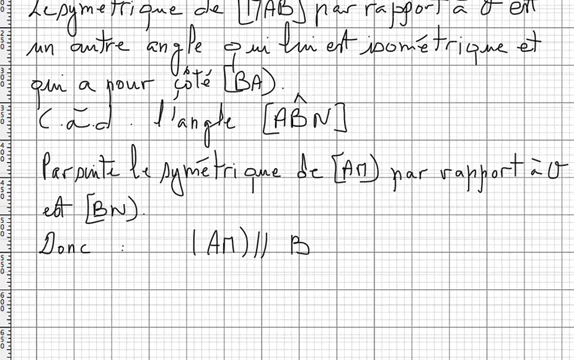 Le symétrique de [MAB] par rapport à O est
un autre angle qui lui est isométrique et
qui a pour côté [BA).
C.à.d. l'angle [AB̂N]
Par suite le symétrique de [AM) par rapport à O
est [BN).
Donc : (AM) // B